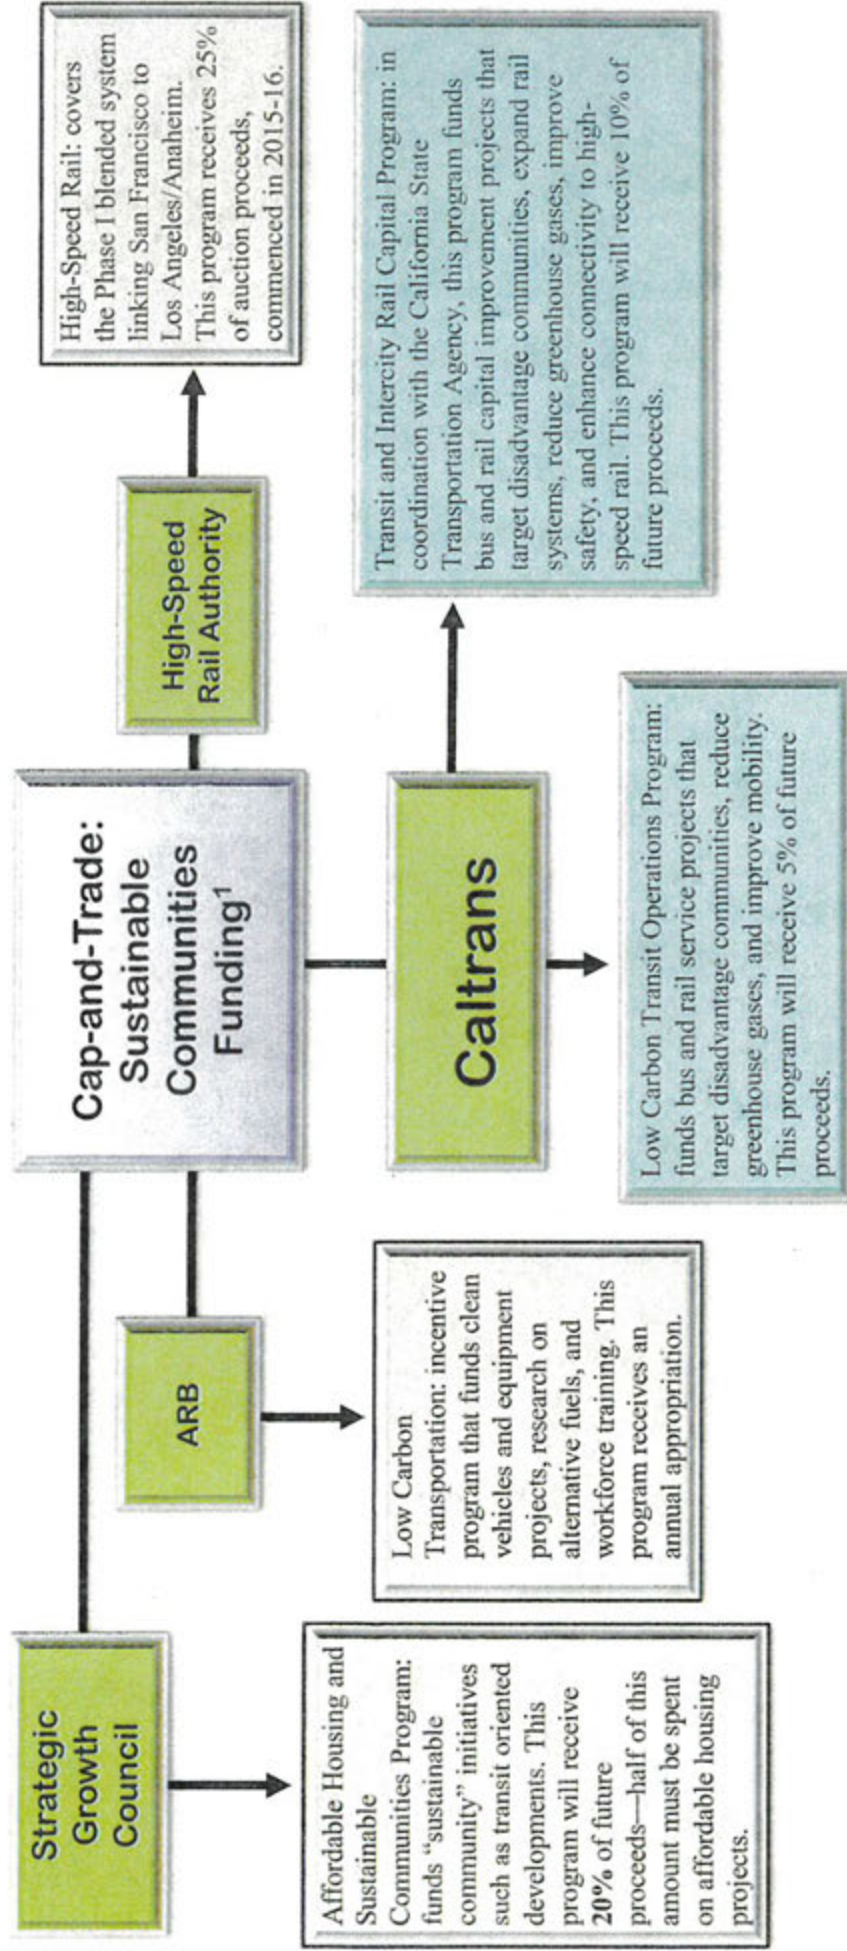 Cap-and-Trade:
Sustainable
Communities
Funding¹
Strategic
Growth
Council
ARB
Caltrans
High-Speed
Rail Authority
Affordable Housing and
Sustainable
Communities Program:
funds “sustainable
community” initiatives
such as transit oriented
developments. This
program will receive
20% of future
proceeds—half of this
amount must be spent
on affordable housing
projects.
Low Carbon
Transportation: incentive
program that funds clean
vehicles and equipment
projects, research on
alternative fuels, and
workforce training. This
program receives an
annual appropriation.
Low Carbon Transit Operations Program:
funds bus and rail service projects that
target disadvantage communities, reduce
greenhouse gases, and improve mobility.
This program will receive 5% of future
proceeds.
Transit and Intercity Rail Capital Program: in
coordination with the California State
Transportation Agency, this program funds
bus and rail capital improvement projects that
target disadvantage communities, expand rail
systems, reduce greenhouse gases, improve
safety, and enhance connectivity to high-
speed rail. This program will receive 10% of
future proceeds.
High-Speed Rail: covers
the Phase I blended system
linking San Francisco to
Los Angeles/Anaheim.
This program receives 25%
of auction proceeds,
commenced in 2015-16.